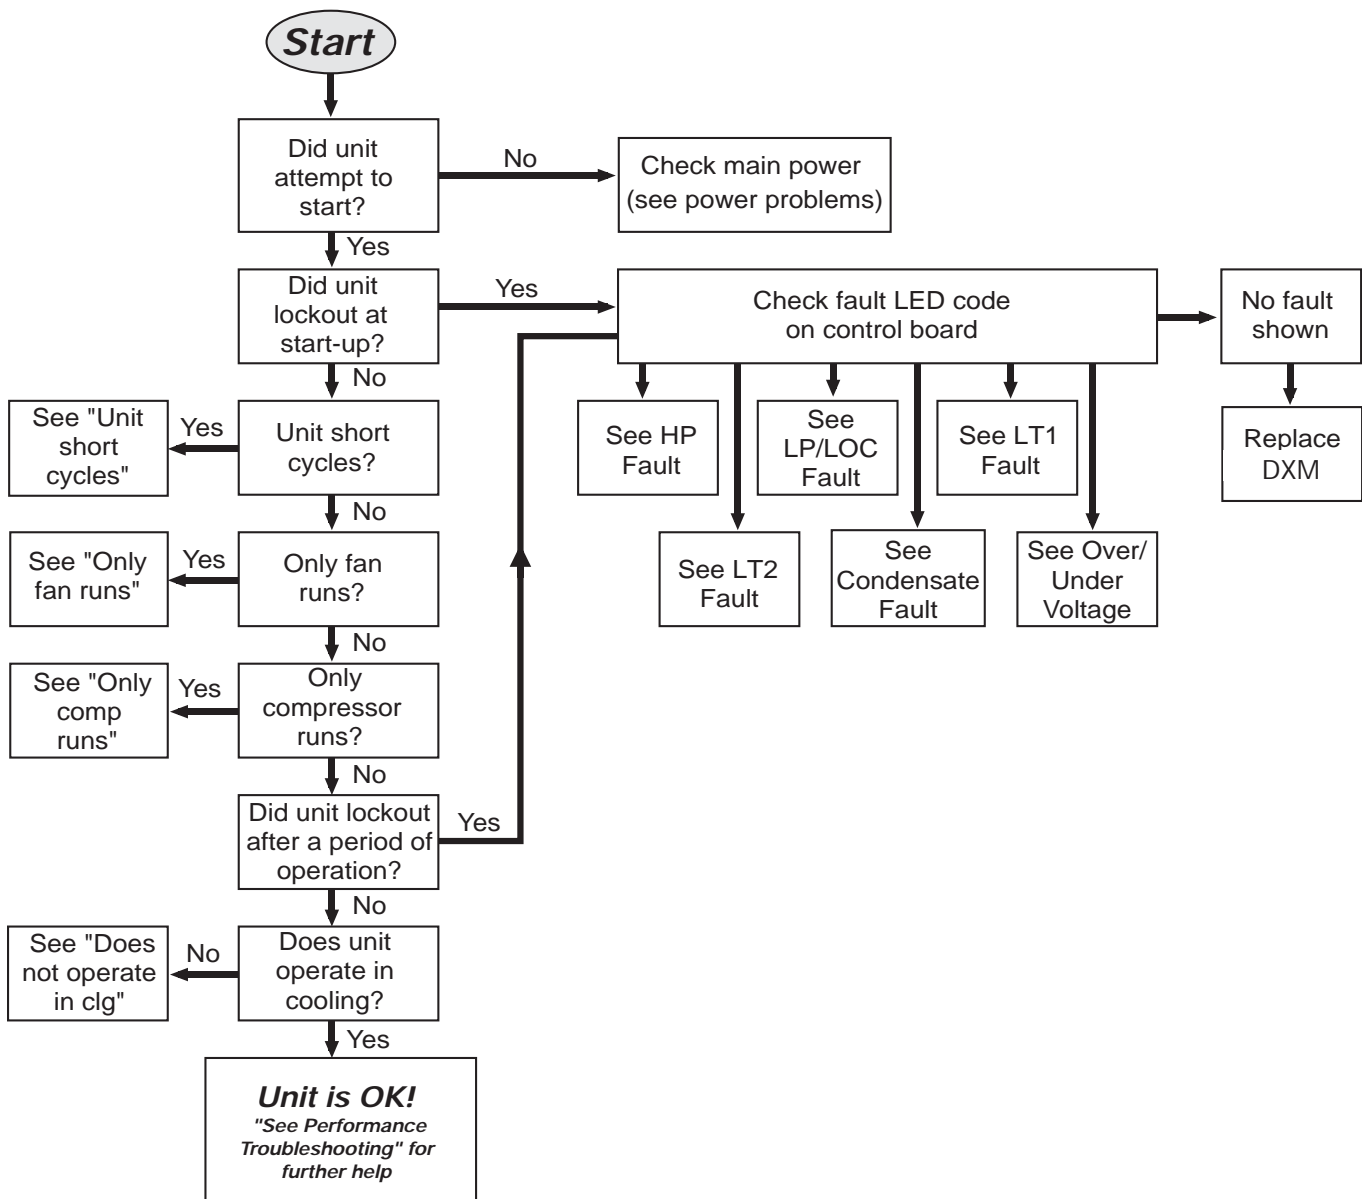 Start
Did unit
attempt to
start?
No
Check main power
(see power problems)
Yes
Did unit
lockout at
start-up?
Yes
Check fault LED code
on control board
No fault
shown
No
See "Unit
short
cycles"
Yes
Unit short
cycles?
See HP
Fault
See
LP/LOC
Fault
See LT1
Fault
Replace
DXM
No
See "Only
fan runs"
Yes
Only fan
runs?
See LT2
Fault
See
Condensate
Fault
See Over/
Under
Voltage
No
See "Only
comp
runs"
Yes
Only
compressor
runs?
No
Did unit lockout
after a period of
operation?
Yes
No
See "Does
not operate
in clg"
No
Does unit
operate in
cooling?
Yes
Unit is OK!
"See Performance
Troubleshooting" for
further help